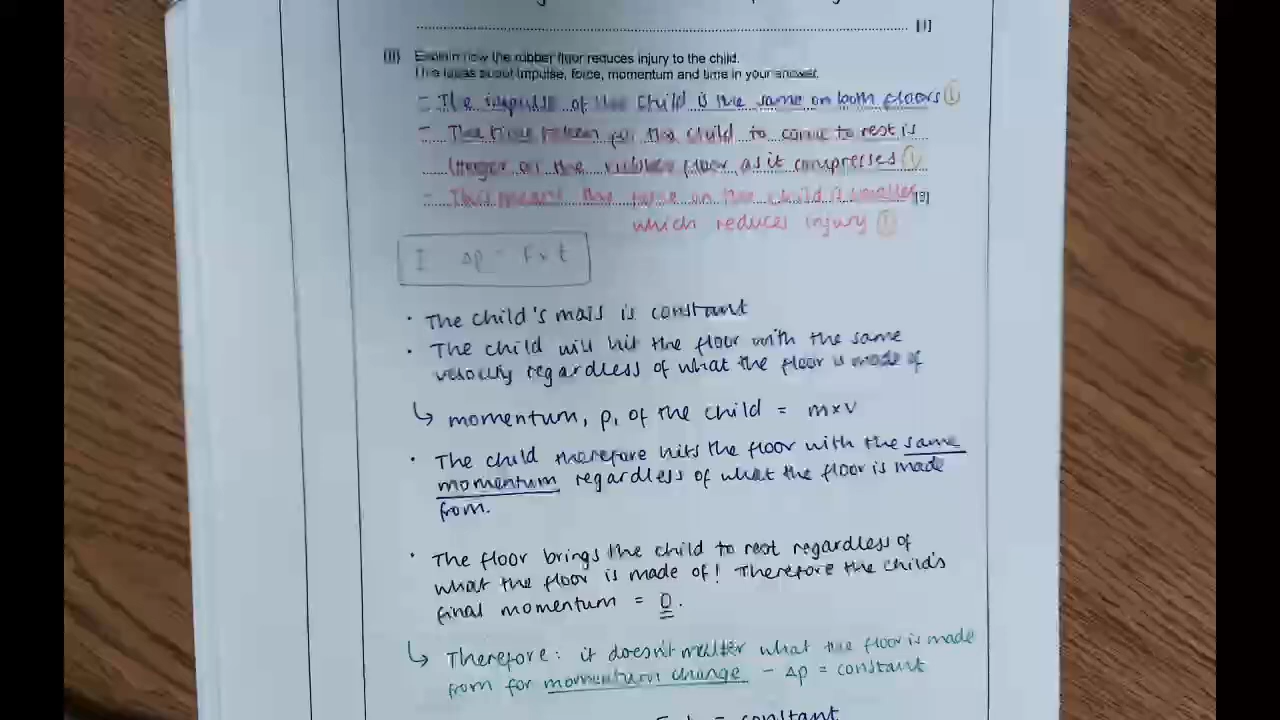 [1]
Explain how the rubber floor reduces injury to the child.
Use ideas about impulse, force, momentum and time in your answer.
- The impulse of the child is the same on both floors ①
- The time taken for the child to come to rest is
longer on the rubber floor as it compresses ①
- This means the force on the child is smaller [3]
which reduces injury ①
I Δp = F x t
· The child's mass is constant
· The child will hit the floor with the same
velocity regardless of what the floor is made of
↳ momentum, p, of the child = m x v
· The child therefore hits the floor with the same
momentum regardless of what the floor is made
from.
· The floor brings the child to rest regardless of
what the floor is made of! Therefore the child's
final momentum = 0.
↳ Therefore: it doesn't matter what the floor is made
from for momentum change - Δp = constant
= constant